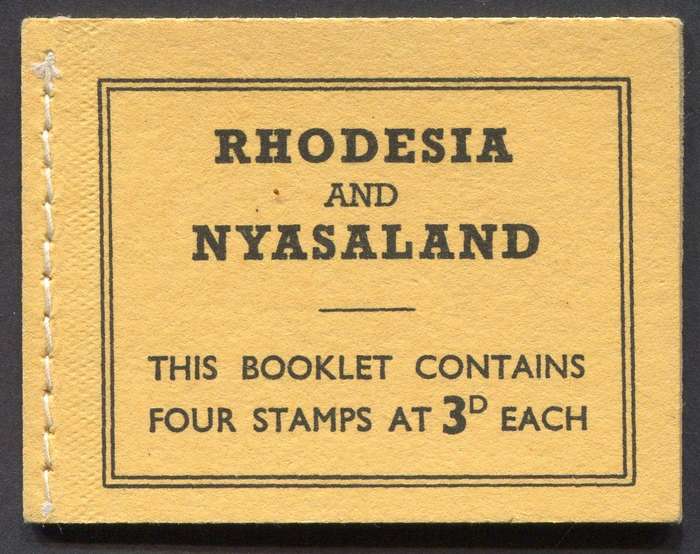 RHODESIA
AND
NYASALAND
THIS BOOKLET CONTAINS
FOUR STAMPS AT 3D EACH